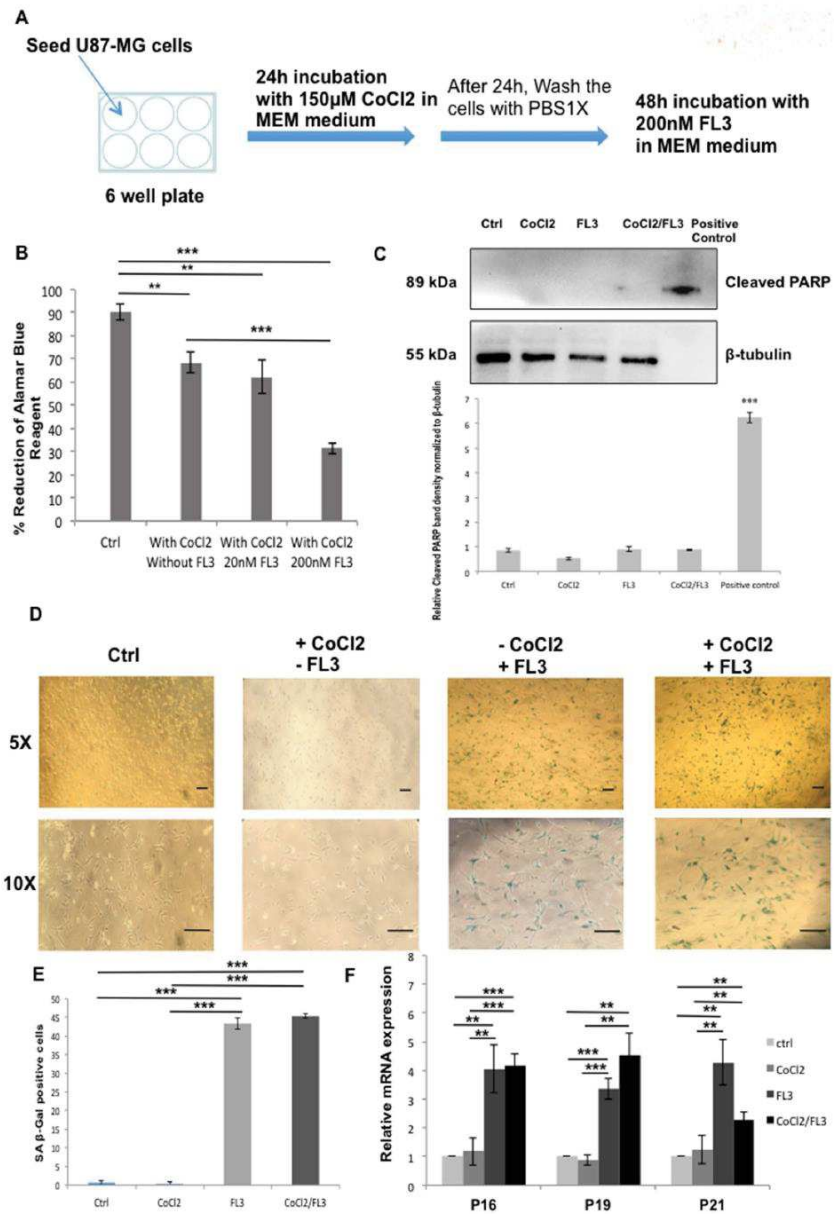 A
Seed U87-MG cells
6 well plate
24h incubation
with 150µM CoCl2 in
MEM medium
After 24h, Wash the
cells with PBS1X
48h incubation with
200nM FL3
in MEM medium
B
***
**
**
***
% Reduction of Alamar Blue
Reagent
100
90
80
70
60
50
40
30
20
10
0
Ctrl
With CoCl2
Without FL3
With CoCl2
20nM FL3
With CoCl2
200nM FL3
C
Ctrl CoCl2 FL3 CoCl2/FL3 Positive
Control
89 kDa
Cleaved PARP
55 kDa
β-tubulin
Relative Cleaved PARP band density normalized to β-tubulin
7
6
5
4
3
2
1
0
***
Ctrl CoCl2 FL3 CoCl2/FL3 Positive control
D
Ctrl
+ CoCl2
- FL3
- CoCl2
+ FL3
+ CoCl2
+ FL3
5X
10X
E
***
***
***
***
SA β-Gal positive cells
50
45
40
35
30
25
20
15
10
5
0
Ctrl CoCl2 FL3 CoCl2/FL3
F
Relative mRNA expression
8
6
4
2
0
***
***
**
**
**
**
***
***
**
**
**
**
P16 P19 P21
ctrl
CoCl2
FL3
CoCl2/FL3